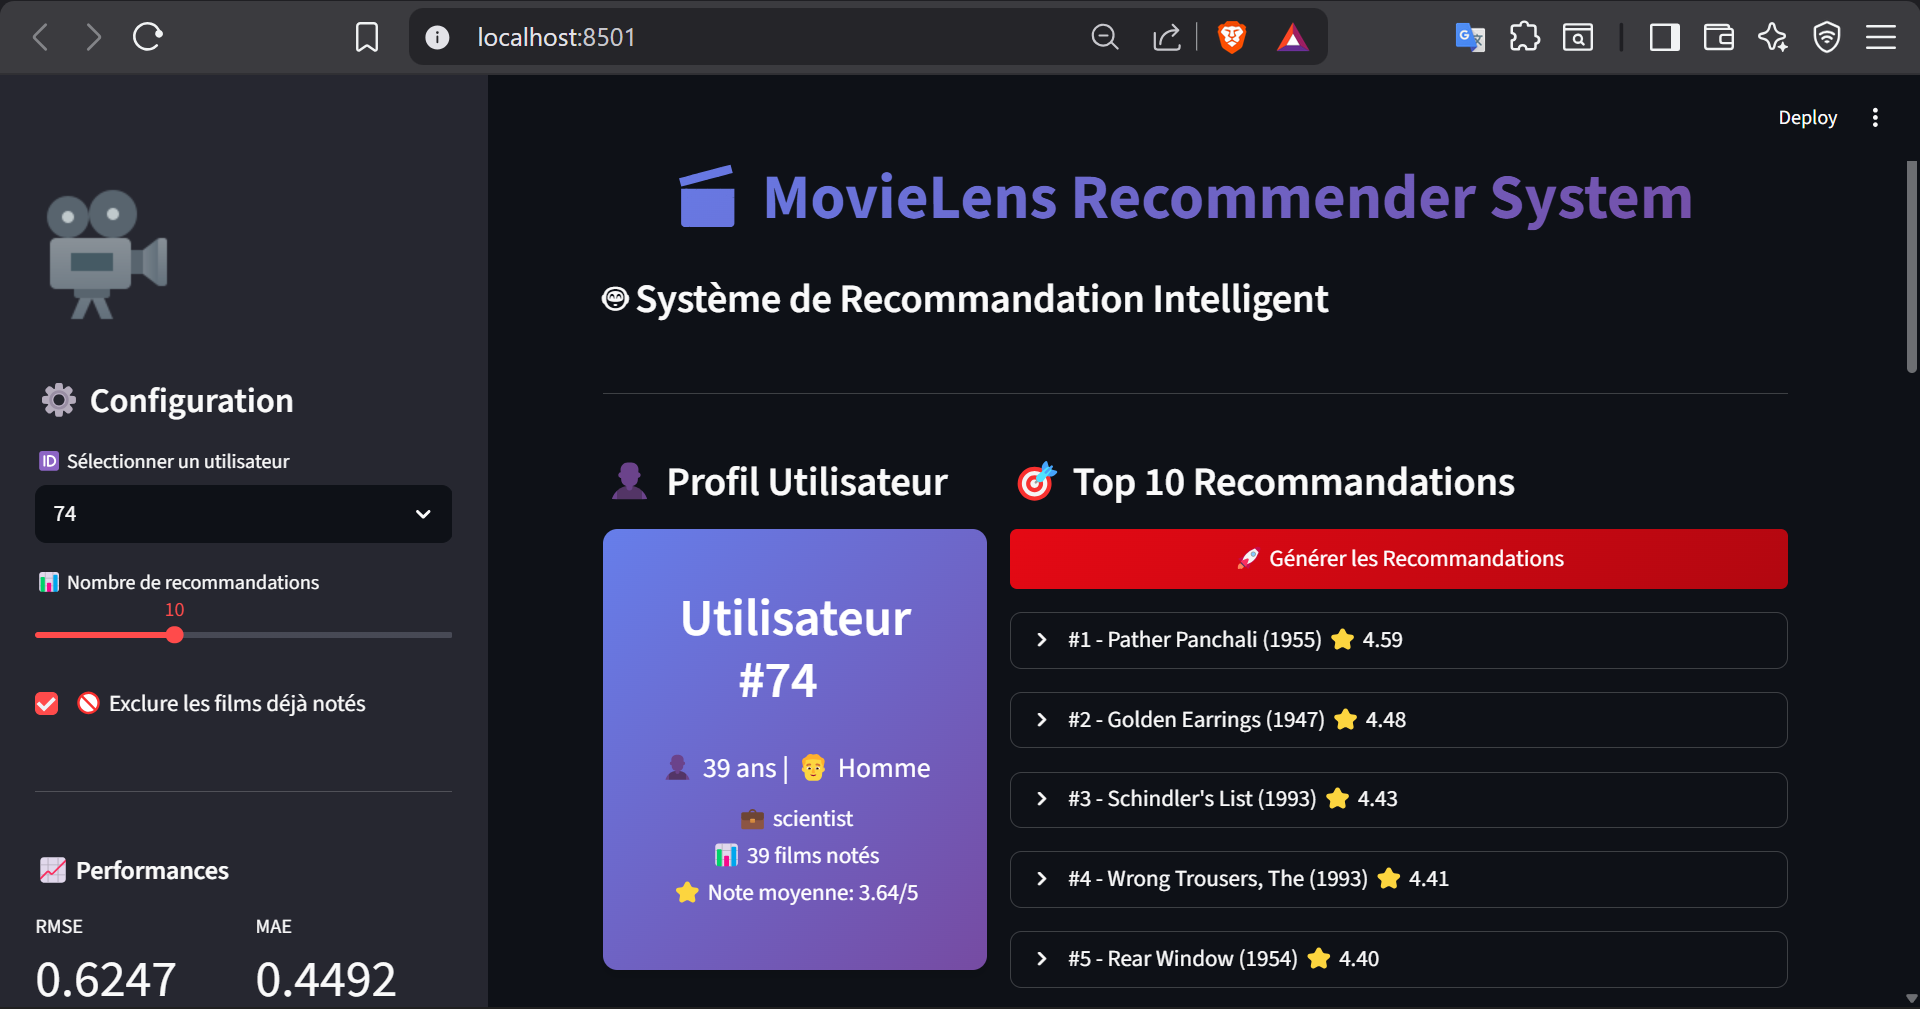 localhost:8501
Deploy
MovieLens Recommender System
Système de Recommandation Intelligent
Configuration
ID Sélectionner un utilisateur
74
Nombre de recommandations
10
Exclure les films déjà notés
Performances
RMSE
MAE
0.6247
0.4492
Profil Utilisateur
Utilisateur
#74
39 ans | Homme
scientist
39 films notés
Note moyenne: 3.64/5
Top 10 Recommandations
Générer les Recommandations
#1 - Pather Panchali (1955) ⭐ 4.59
#2 - Golden Earrings (1947) ⭐ 4.48
#3 - Schindler's List (1993) ⭐ 4.43
#4 - Wrong Trousers, The (1993) ⭐ 4.41
#5 - Rear Window (1954) ⭐ 4.40